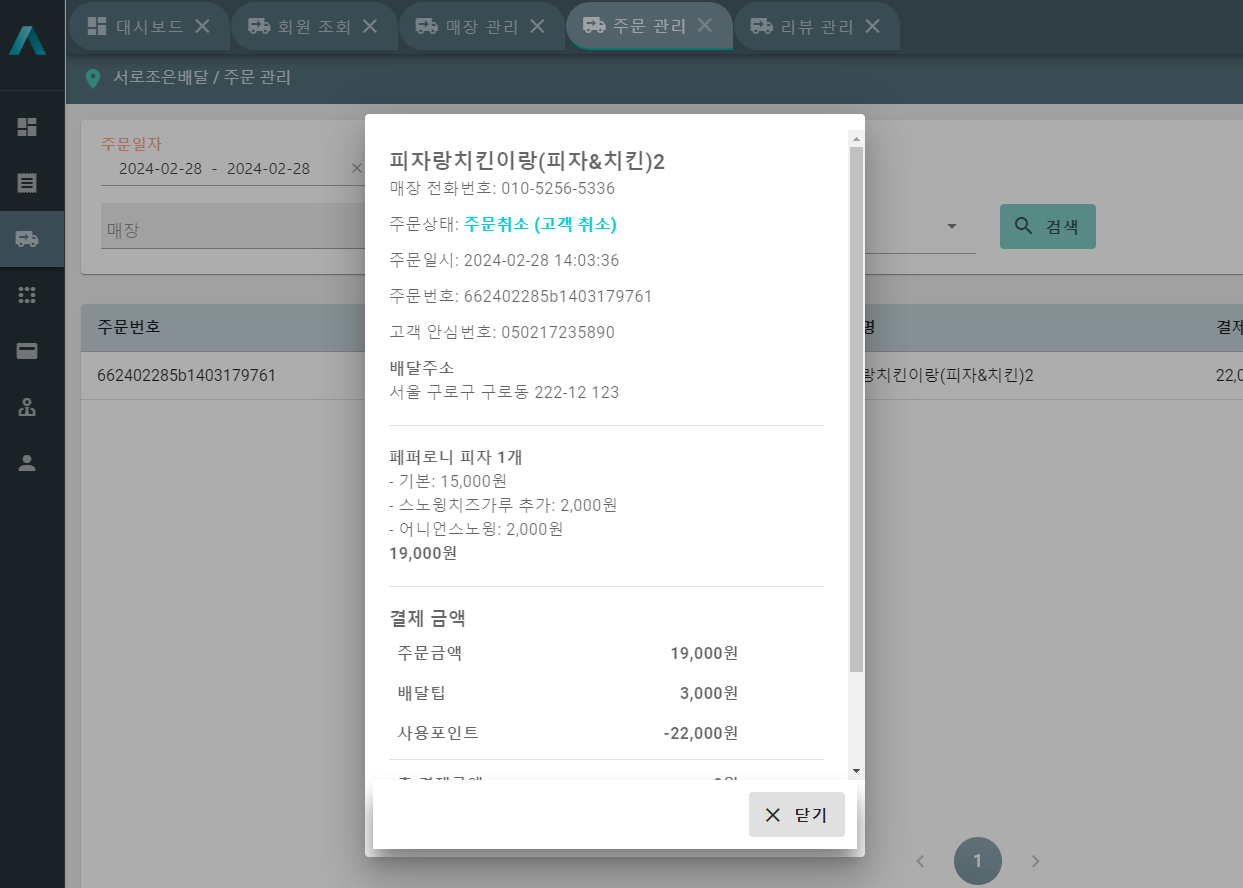 대시보드
회원 조회
매장 관리
주문 관리
리뷰 관리
서로조은배달 / 주문 관리
주문일자
2024-02-28 - 2024-02-28
매장
검색
주문번호
명
결제
662402285b1403179761
랑치킨이랑(피자&치킨)2
22,0
피자랑치킨이랑(피자&치킨)2
매장 전화번호: 010-5256-5336
주문상태: 주문취소 (고객 취소)
주문일시: 2024-02-28 14:03:36
주문번호: 662402285b1403179761
고객 안심번호: 050217235890
배달주소
서울 구로구 구로동 222-12 123
페퍼로니 피자 1개
- 기본: 15,000원
- 스노윙치즈가루 추가: 2,000원
- 어니언스노윙: 2,000원
19,000원
결제 금액
주문금액 19,000원
배달팁 3,000원
사용포인트 -22,000원
닫기
1